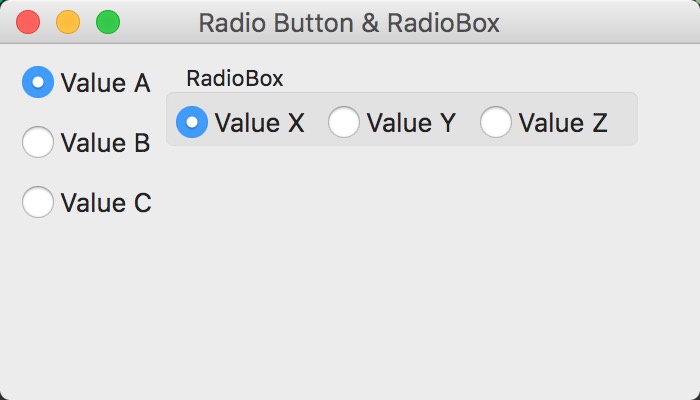 Radio Button & RadioBox
Value A
Value B
Value C
RadioBox
Value X Value Y Value Z